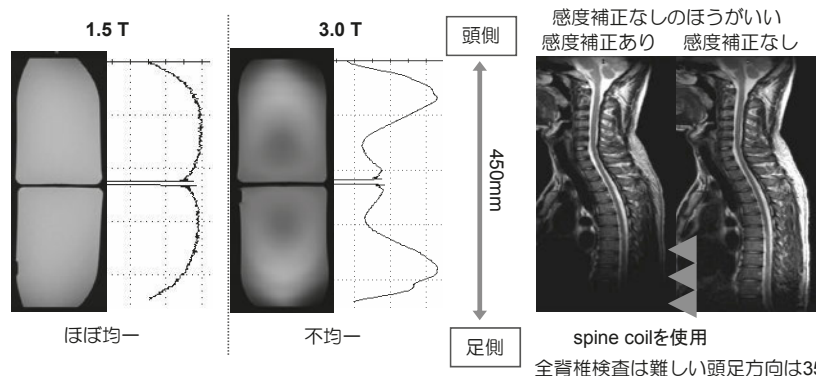 1.5 T
3.0 T
頭側
450mm
足側
ほぼ均一
不均一
感度補正なしのほうがいい
感度補正あり
感度補正なし
spine coilを使用
全脊椎検査は難しい頭足方向は35